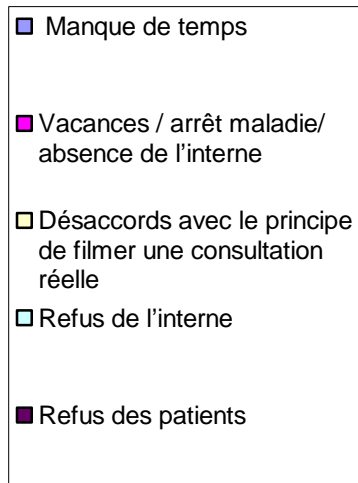 Manque de temps
Vacances / arrêt maladie/
absence de l'interne
Désaccords avec le principe
de filmer une consultation
réelle
Refus de l'interne
Refus des patients